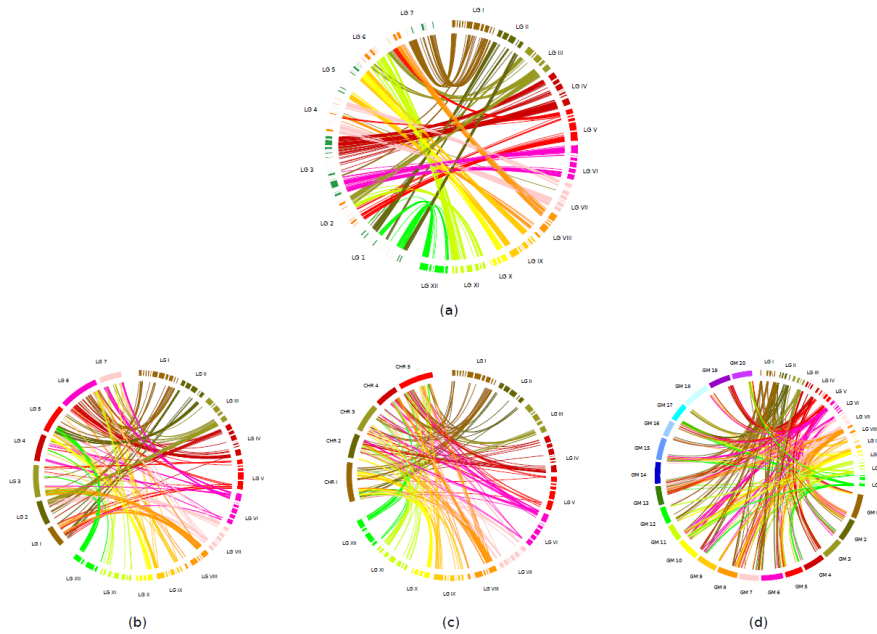 LG 7
LG I
LG II
LG 6
LG III
LG 5
LG IV
LG 4
LG V
LG 3
LG VI
LG VII
LG 2
LG VIII
LG 1
LG IX
LG X
LG XII
LG XI
(a)
LG 7
LG I
LG 6
LG II
LG 5
LG III
LG 4
LG IV
LG 3
LG V
LG 2
LG VI
LG I
LG VII
LG XII
LG VIII
LG XI
LG X
LG IX
(b)
CHR 5
LG I
CHR 4
LG II
CHR 3
LG III
CHR 2
LG IV
CHR I
LG V
LG XII
LG VI
LG XI
LG VII
LG X
LG IX
LG VIII
(c)
GM 20
LG I
GM 19
LG II
LG III
GM 18
LG IV
LG V
GM 17
LG VI
GM 16
LG VII
LG VIII
GM 15
LG
GM 14
LG
GM 13
GM
GM 12
GM 2
GM 11
GM 3
GM 10
GM 4
GM 9
GM 5
GM 8
GM 7
GM 6
(d)